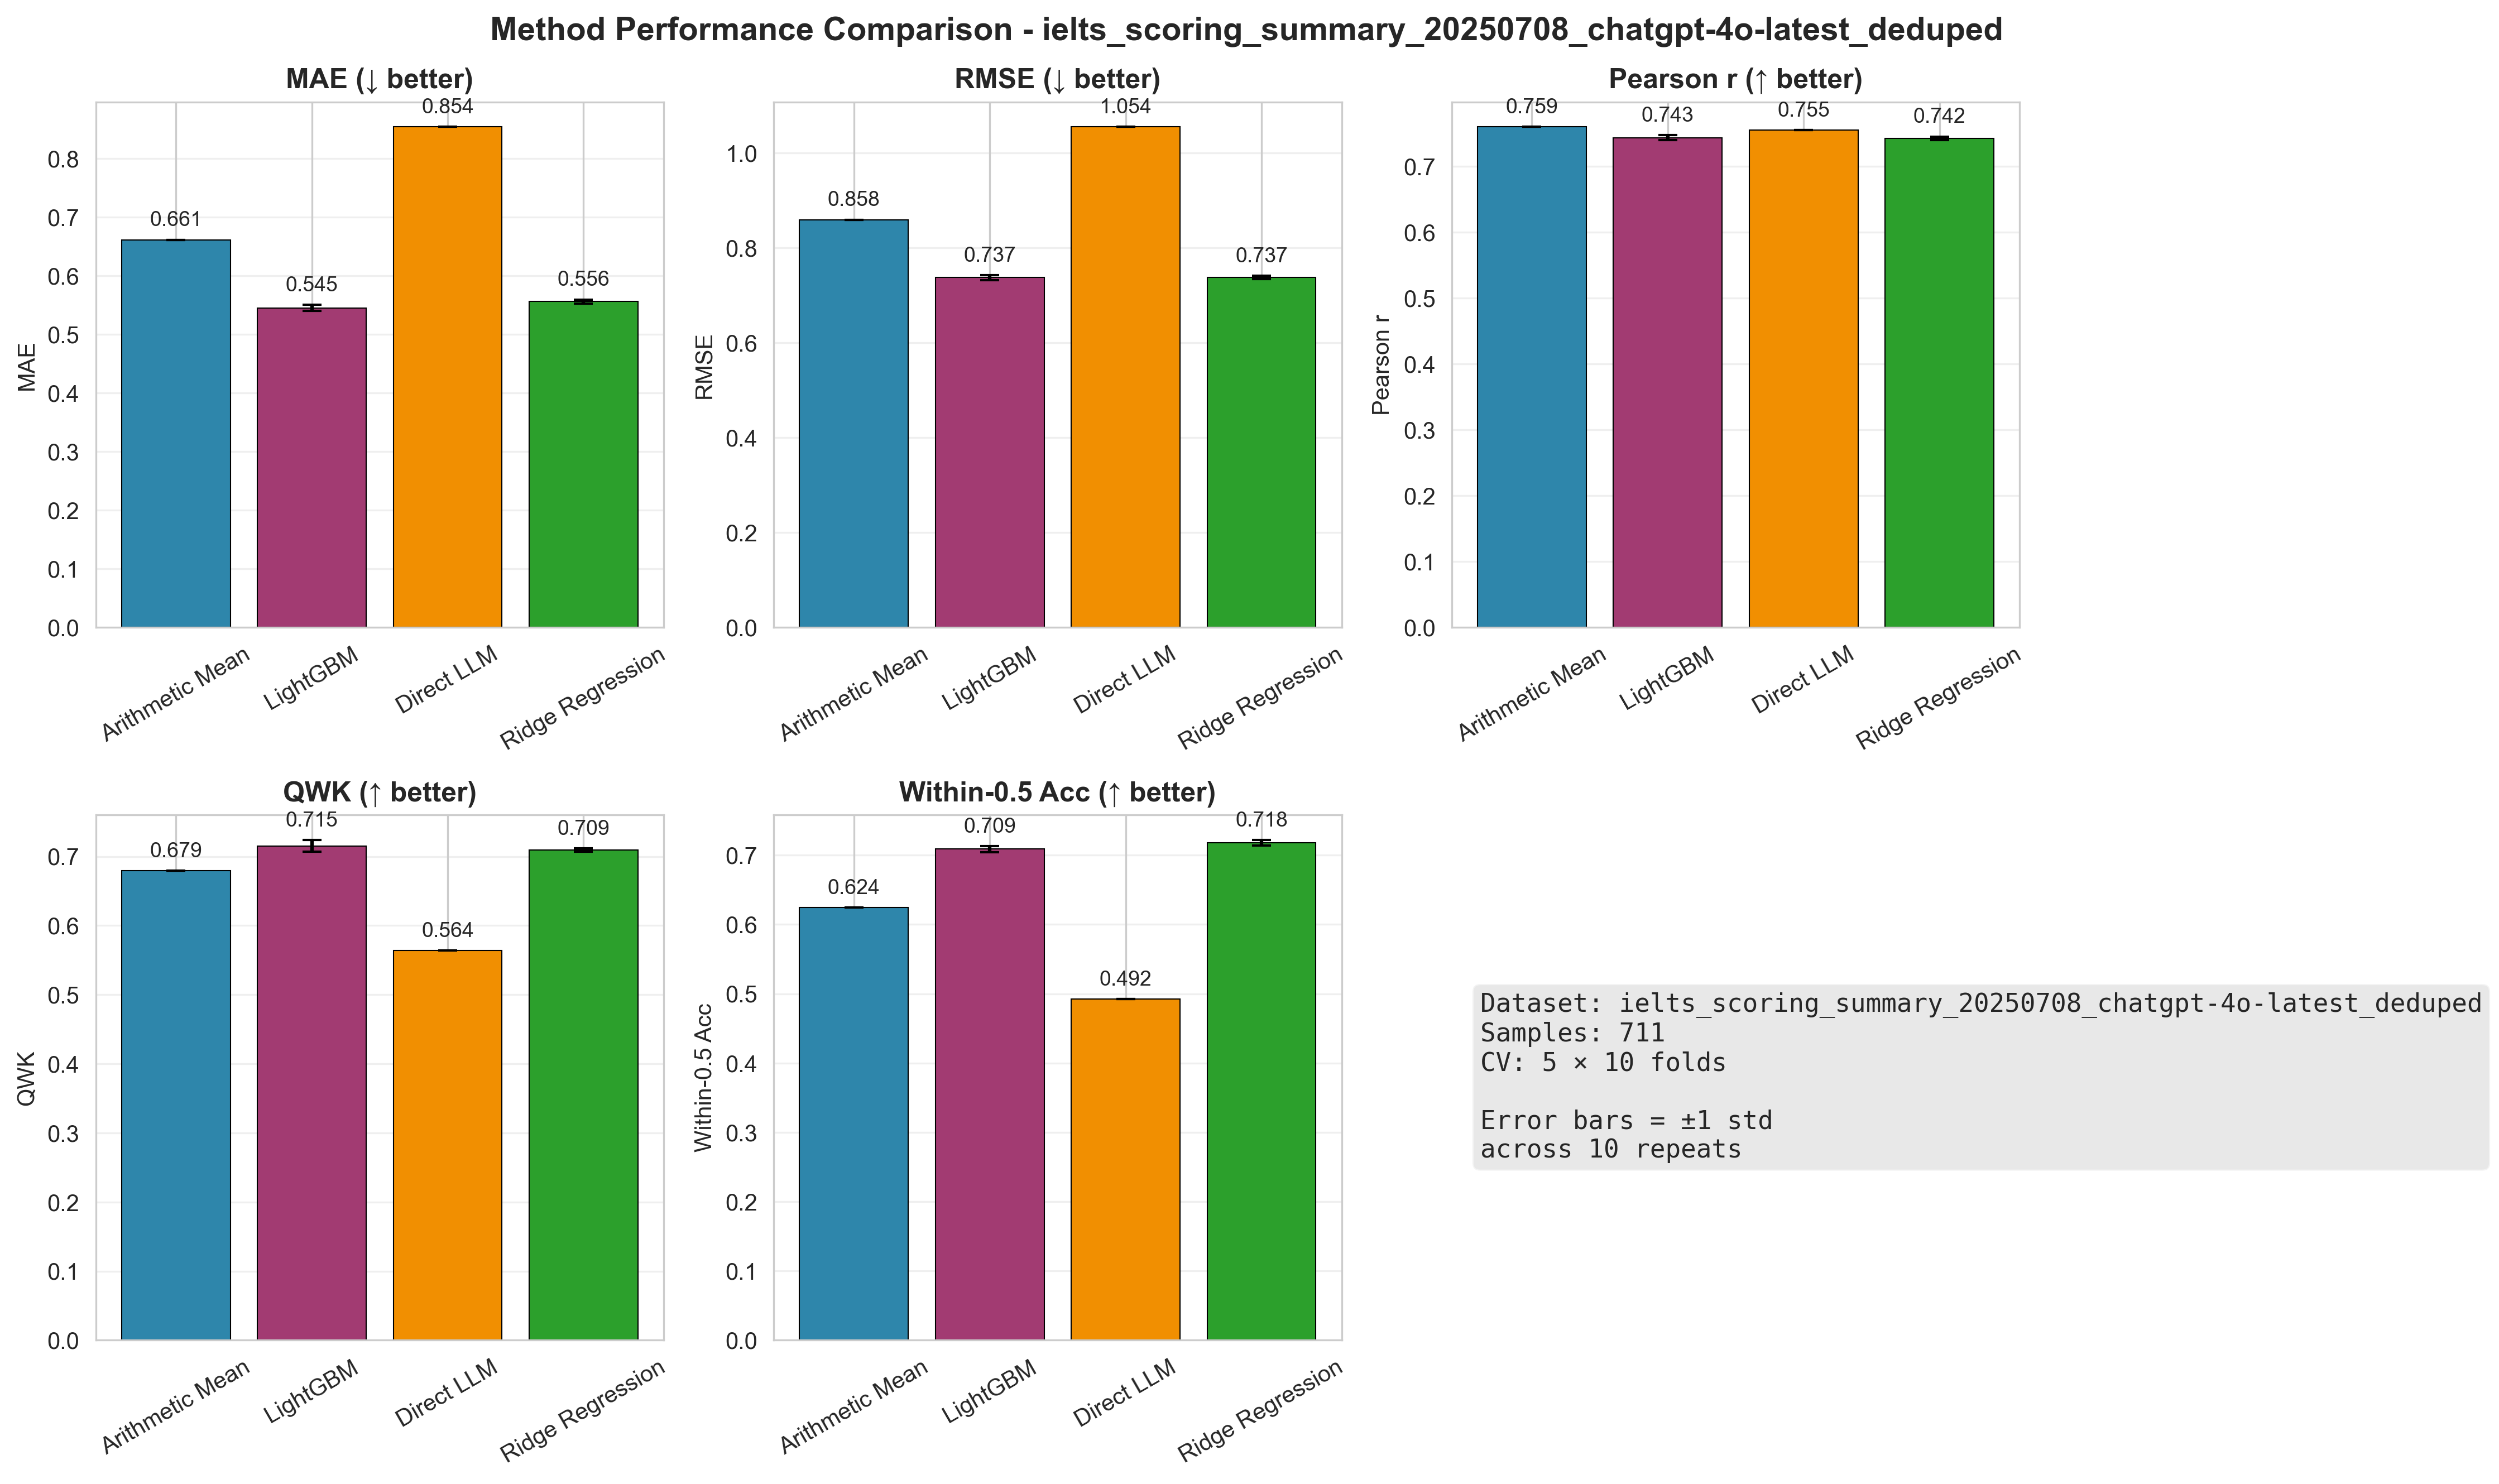 Method Performance Comparison - ielts_scoring_summary_20250708_chatgpt-4o-latest_deduped
MAE (↓ better)
0.854
0.661
0.545
0.556
0.8
0.7
0.6
0.5
0.4
0.3
0.2
0.1
0.0
MAE
Arithmetic Mean
LightGBM
Direct LLM
Ridge Regression
RMSE (↓ better)
1.054
0.858
0.737
0.737
1.0
0.8
0.6
0.4
0.2
0.0
RMSE
Arithmetic Mean
LightGBM
Direct LLM
Ridge Regression
Pearson r (↑ better)
0.759
0.743
0.755
0.742
0.7
0.6
0.5
0.4
0.3
0.2
0.1
0.0
Pearson r
Arithmetic Mean
LightGBM
Direct LLM
Ridge Regression
QWK (↑ better)
0.679
0.715
0.564
0.709
0.7
0.6
0.5
0.4
0.3
0.2
0.1
0.0
QWK
Arithmetic Mean
LightGBM
Direct LLM
Ridge Regression
Within-0.5 Acc (↑ better)
0.624
0.709
0.492
0.718
0.7
0.6
0.5
0.4
0.3
0.2
0.1
0.0
Within-0.5 Acc
Arithmetic Mean
LightGBM
Direct LLM
Ridge Regression
Dataset: ielts_scoring_summary_20250708_chatgpt-4o-latest_deduped
Samples: 711
CV: 5 × 10 folds
Error bars = ±1 std
across 10 repeats